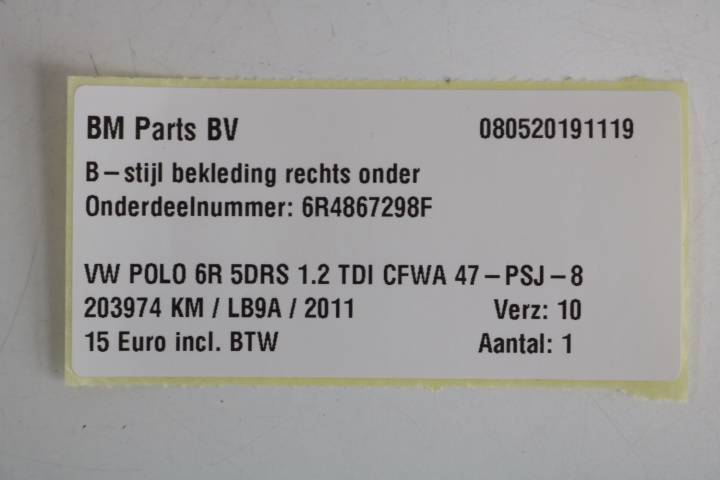 BM Parts BV 080520191119
B-stijl bekleding rechts onder
Onderdeelnummer: 6R4867298F
VW POLO 6R 5DRS 1.2 TDI CFWA 47-PSJ-8
203974 KM / LB9A / 2011 Verz: 10
15 Euro incl. BTW Aantal: 1